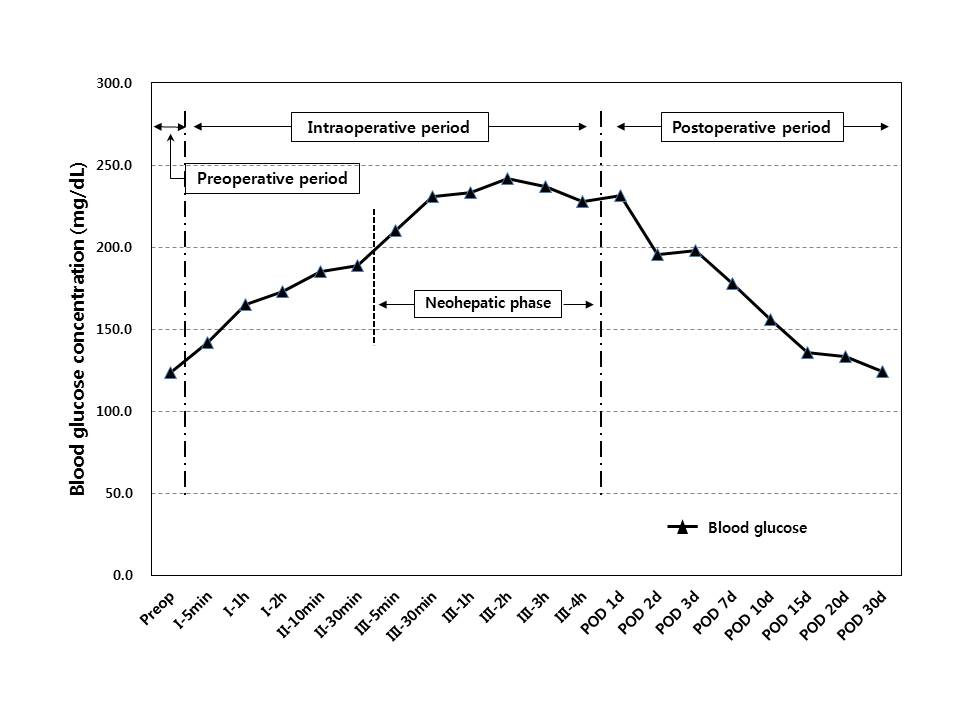 300.0
250.0
200.0
150.0
100.0
50.0
0.0
Blood glucose concentration (mg/dL)
Intraoperative period
Postoperative period
Preoperative period
Neohepatic phase
Blood glucose
Preop
I-5min
I-1h
I-2h
II-10min
II-30min
III-5min
III-30min
III-1h
III-2h
III-3h
III-4h
POD 1d
POD 2d
POD 3d
POD 7d
POD 10d
POD 15d
POD 20d
POD 30d